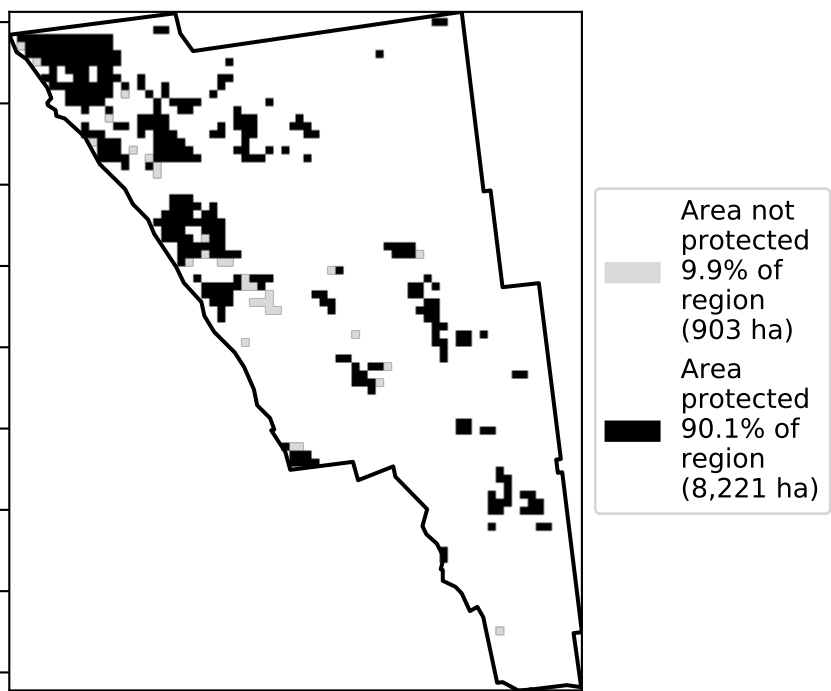 Area not
protected
9.9% of
region
(903 ha)
Area
protected
90.1% of
region
(8,221 ha)